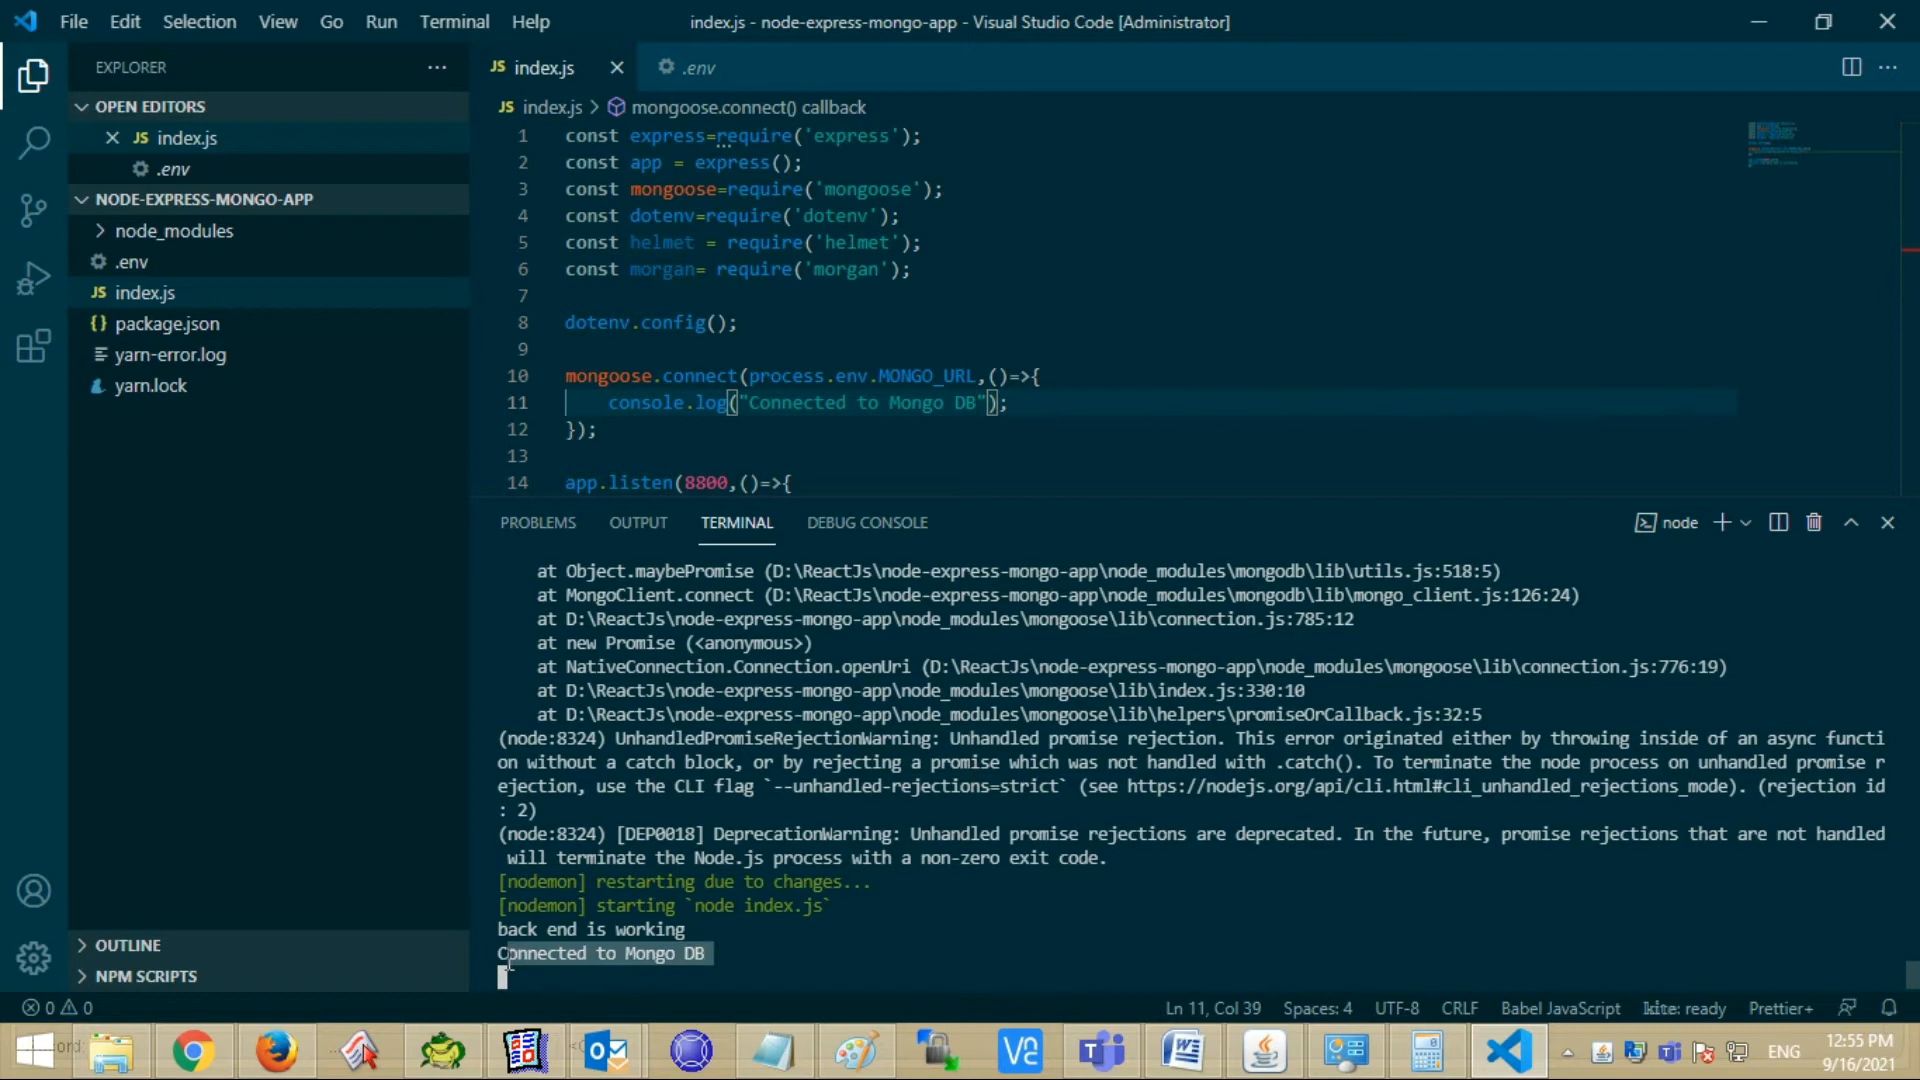 File Edit Selection View Go Run Terminal Help
index.js - node-express-mongo-app - Visual Studio Code [Administrator]
EXPLORER
OPEN EDITORS
JS index.js
.env
NODE-EXPRESS-MONGO-APP
node_modules
.env
JS index.js
{} package.json
yarn-error.log
yarn.lock
OUTLINE
NPM SCRIPTS
JS index.js
.env
JS index.js > mongoose.connect() callback
1 const express=require('express');
2 const app = express();
3 const mongoose=require('mongoose');
4 const dotenv=require('dotenv');
5 const helmet = require('helmet');
6 const morgan= require('morgan');
7
8 dotenv.config();
9
10 mongoose.connect(process.env.MONGO_URL,()=>{
11 console.log("Connected to Mongo DB");
12 });
13
14 app.listen(8800,()=>{
PROBLEMS OUTPUT TERMINAL DEBUG CONSOLE
node
at Object.maybePromise (D:\ReactJs\node-express-mongo-app\node_modules\mongodb\lib\utils.js:518:5)
at MongoClient.connect (D:\ReactJs\node-express-mongo-app\node_modules\mongodb\lib\mongo_client.js:126:24)
at D:\ReactJs\node-express-mongo-app\node_modules\mongoose\lib\connection.js:785:12
at new Promise (<anonymous>)
at NativeConnection.Connection.openUri (D:\ReactJs\node-express-mongo-app\node_modules\mongoose\lib\connection.js:776:19)
at D:\ReactJs\node-express-mongo-app\node_modules\mongoose\lib\index.js:330:10
at D:\ReactJs\node-express-mongo-app\node_modules\mongoose\lib\helpers\promiseOrCallback.js:32:5
(node:8324) UnhandledPromiseRejectionWarning: Unhandled promise rejection. This error originated either by throwing inside of an async functi
on without a catch block, or by rejecting a promise which was not handled with .catch(). To terminate the node process on unhandled promise r
ejection, use the CLI flag `--unhandled-rejections=strict` (see https://nodejs.org/api/cli.html#cli_unhandled_rejections_mode). (rejection id
: 2)
(node:8324) [DEP0018] DeprecationWarning: Unhandled promise rejections are deprecated. In the future, promise rejections that are not handled
will terminate the Node.js process with a non-zero exit code.
[nodemon] restarting due to changes...
[nodemon] starting `node index.js`
back end is working
Connected to Mongo DB
0 0
Ln 11, Col 39 Spaces: 4 UTF-8 CRLF Babel JavaScript kite: ready Prettier+
ENG
12:55 PM
9/16/2021